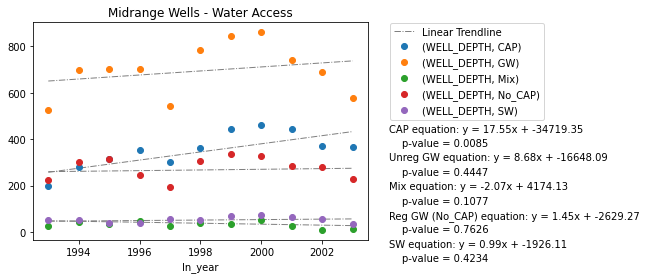 Midrange Wells - Water Access
800
600
400
200
0
1994
1996
1998
2000
2002
In_year
Linear Trendline
(WELL_DEPTH, CAP)
(WELL_DEPTH, GW)
(WELL_DEPTH, Mix)
(WELL_DEPTH, No_CAP)
(WELL_DEPTH, SW)
CAP equation: y = 17.55x + -34719.35
p-value = 0.0085
Unreg GW equation: y = 8.68x + -16648.09
p-value = 0.4447
Mix equation: y = -2.07x + 4174.13
p-value = 0.1077
Reg GW (No_CAP) equation: y = 1.45x + -2629.27
p-value = 0.7626
SW equation: y = 0.99x + -1926.11
p-value = 0.4234